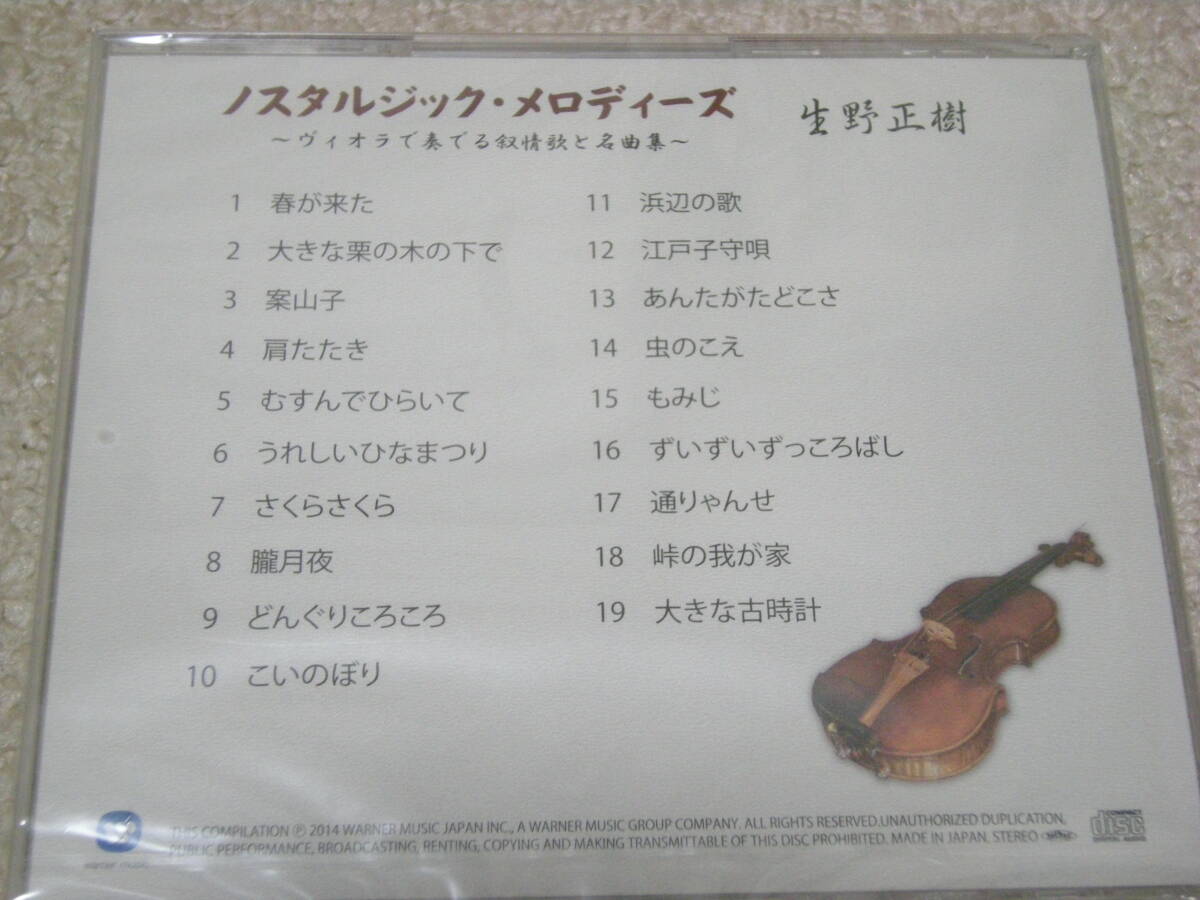 ノスタルジック・メロディーズ 生野正樹
～ヴィオラで奏でる叙情歌と名曲集～
1 春が来た
2 大きな栗の木の下で
3 案山子
4 肩たたき
5 むすんでひらいて
6 うれしいひなまつり
7 さくらさくら
8 朧月夜
9 どんぐりころころ
10 こいのぼり
11 浜辺の歌
12 江戸子守唄
13 あんたがたどこさ
14 虫のこえ
15 もみじ
16 ずいずいずっころばし
17 通りゃんせ
18 峠の我が家
19 大きな古時計
THIS COMPILATION Ⓟ 2014 WARNER MUSIC JAPAN INC., A WARNER MUSIC GROUP COMPANY. ALL RIGHTS RESERVED.UNAUTHORIZED DUPLICATION,
PUBLIC PERFORMANCE, BROADCASTING, RENTING, COPYING AND MAKING TRANSMITTABLE OF THIS DISC PROHIBITED. MADE IN JAPAN. STEREO
warner music
COMPACT
disc
DIGITAL AUDIO